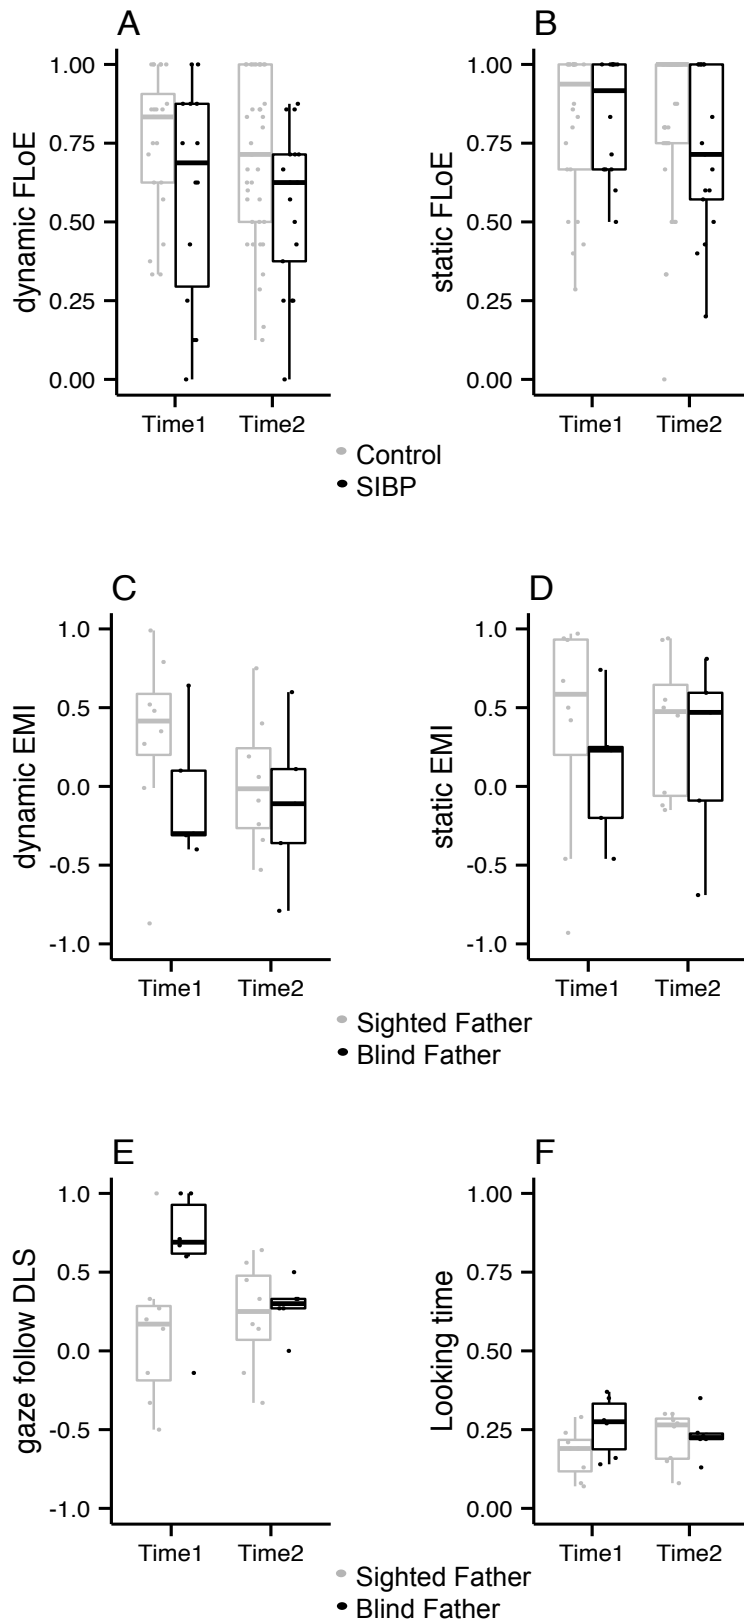 A
B
dynamic FLoE
1.00
0.75
0.50
0.25
0.00
Time1
Time2
static FLoE
1.00
0.75
0.50
0.25
0.00
Time1
Time2
Control
SIBP
C
D
dynamic EMI
1.0
0.5
0.0
-0.5
-1.0
Time1
Time2
static EMI
1.0
0.5
0.0
-0.5
-1.0
Time1
Time2
Sighted Father
Blind Father
E
F
gaze follow DLS
1.0
0.5
0.0
-0.5
-1.0
Time1
Time2
Looking time
1.00
0.75
0.50
0.25
0.00
Time1
Time2
Sighted Father
Blind Father